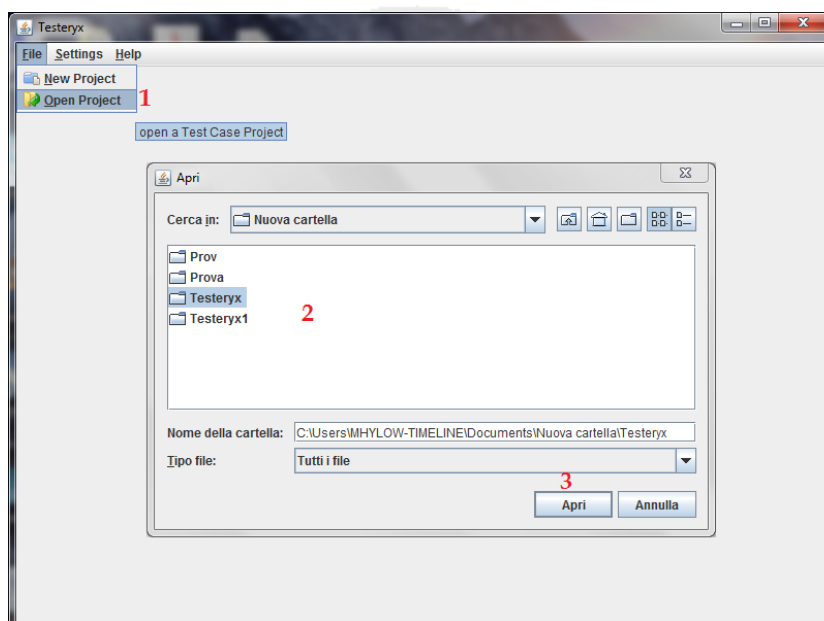 Testeryx
File Settings Help
New Project
Open Project 1
open a Test Case Project
Apri
Cerca in: Nuova cartella
Prov
Prova
Testeryx
2
Testeryx1
Nome della cartella: C:\Users\MHYLOW-TIMELINE\Documents\Nuova cartella\Testeryx
Tipo file: Tutti i file
3
Apri Annulla